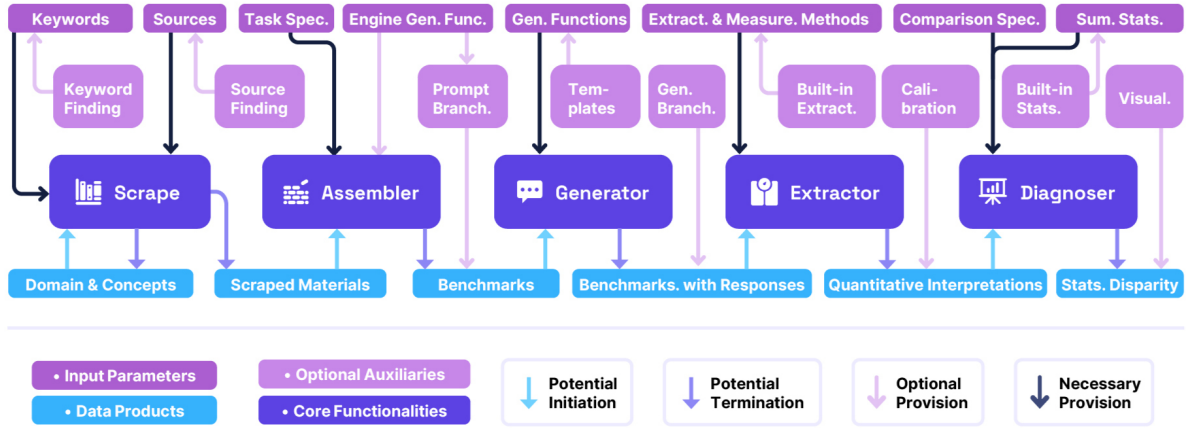 Keywords
Sources
Task Spec.
Engine Gen. Func.
Gen. Functions
Extract. & Measure. Methods
Comparison Spec.
Sum. Stats.
Keyword
Finding
Source
Finding
Prompt
Branch.
Tem-
plates
Gen.
Branch.
Built-in
Extract.
Cali-
bration
Built-in
Stats.
Visual.
Scrape
Assembler
Generator
Extractor
Diagnoser
Domain & Concepts
Scraped Materials
Benchmarks
Benchmarks. with Responses
Quantitative Interpretations
Stats. Disparity
• Input Parameters
• Optional Auxiliaries
• Data Products
• Core Functionalities
Potential
Initiation
Potential
Termination
Optional
Provision
Necessary
Provision